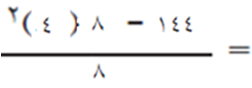 ٢( ٤ )٨ − ١٤٤
٨ =